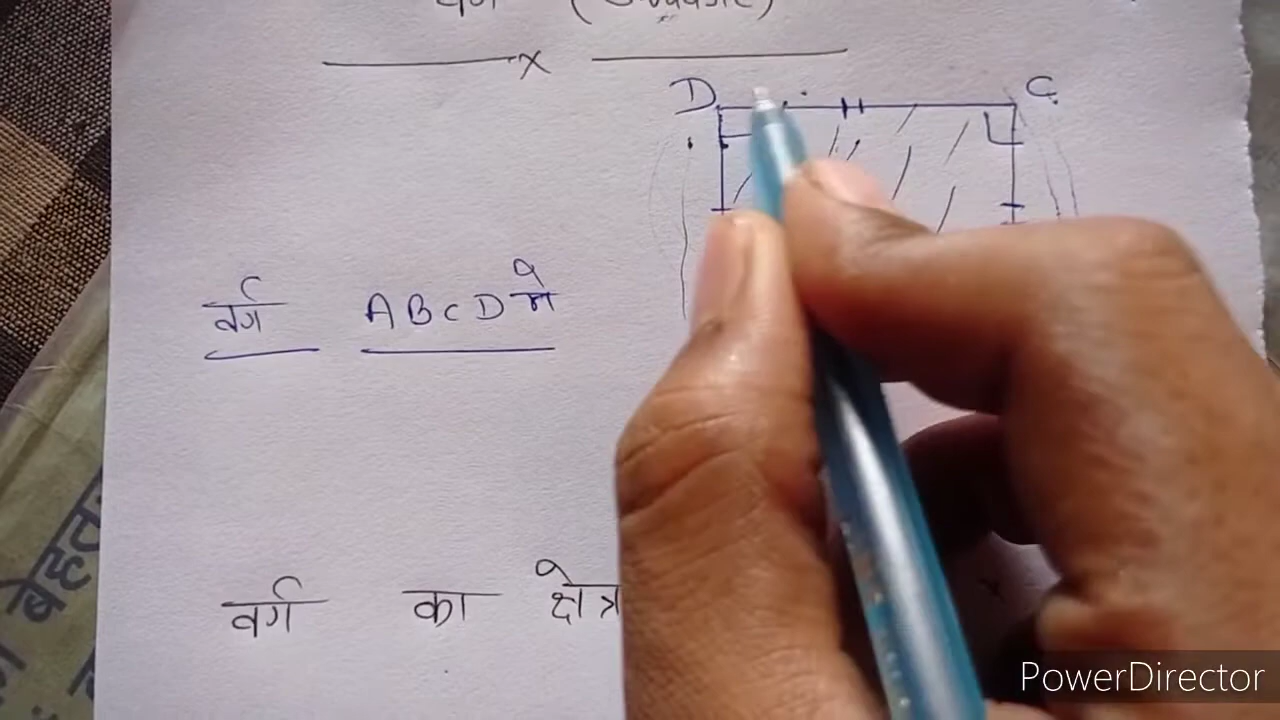 D C
वर्ग ABCD में
वर्ग का क्षेत्र
PowerDirector